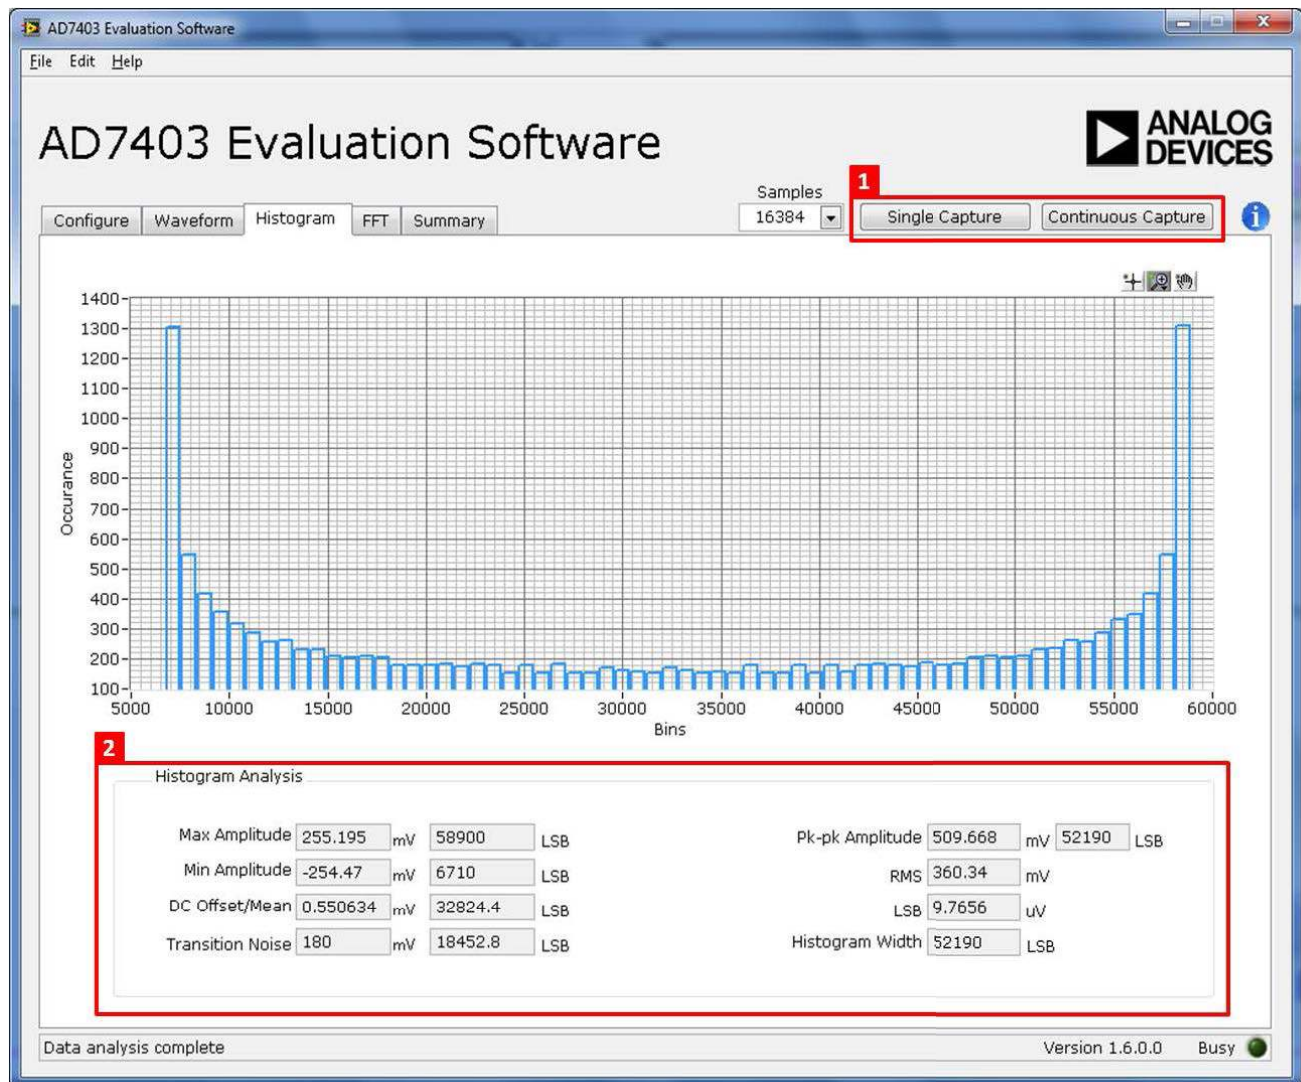 AD7403 Evaluation Software
File Edit Help
AD7403 Evaluation Software
ANALOG
DEVICES
Samples
1
Configure Waveform Histogram FFT Summary 16384 Single Capture Continuous Capture i
1400
1300
1200
1100
1000
900
800
700
600
500
400
300
200
100
Occurance
5000 10000 15000 20000 25000 30000 35000 40000 45000 50000 55000 60000
Bins
2
Histogram Analysis
Max Amplitude 255.195 mV 58900 LSB Pk-pk Amplitude 509.668 mV 52190 LSB
Min Amplitude -254.47 mV 6710 LSB RMS 360.34 mV
DC Offset/Mean 0.550634 mV 32824.4 LSB LSB 9.7656 uV
Transition Noise 180 mV 18452.8 LSB Histogram Width 52190 LSB
Data analysis complete Version 1.6.0.0 Busy